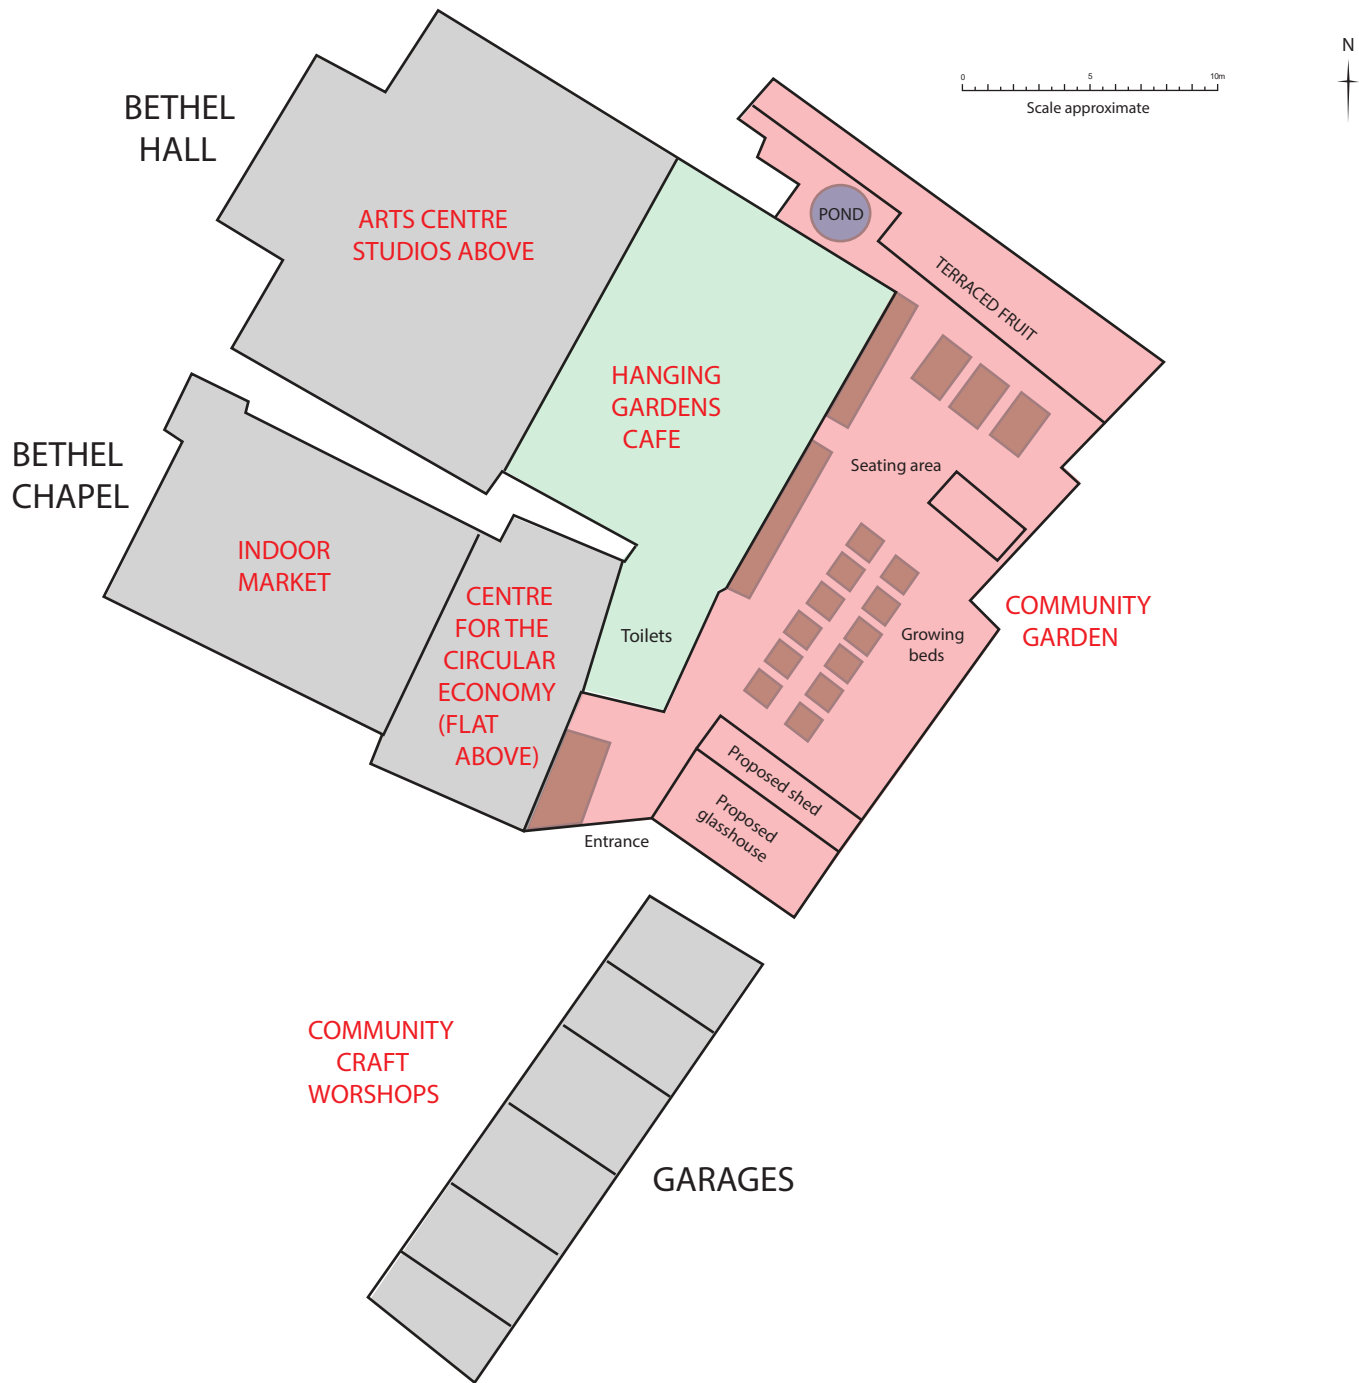 N
0 5 10m
Scale approximate
BETHEL
HALL
ARTS CENTRE
STUDIOS ABOVE
POND
TERRACED FRUIT
HANGING
GARDENS
CAFE
BETHEL
CHAPEL
Seating area
INDOOR
MARKET
CENTRE
FOR THE
CIRCULAR
ECONOMY
(FLAT
ABOVE)
Toilets
Growing
beds
COMMUNITY
GARDEN
Proposed shed
Proposed
glasshouse
Entrance
COMMUNITY
CRAFT
WORSHOPS
GARAGES